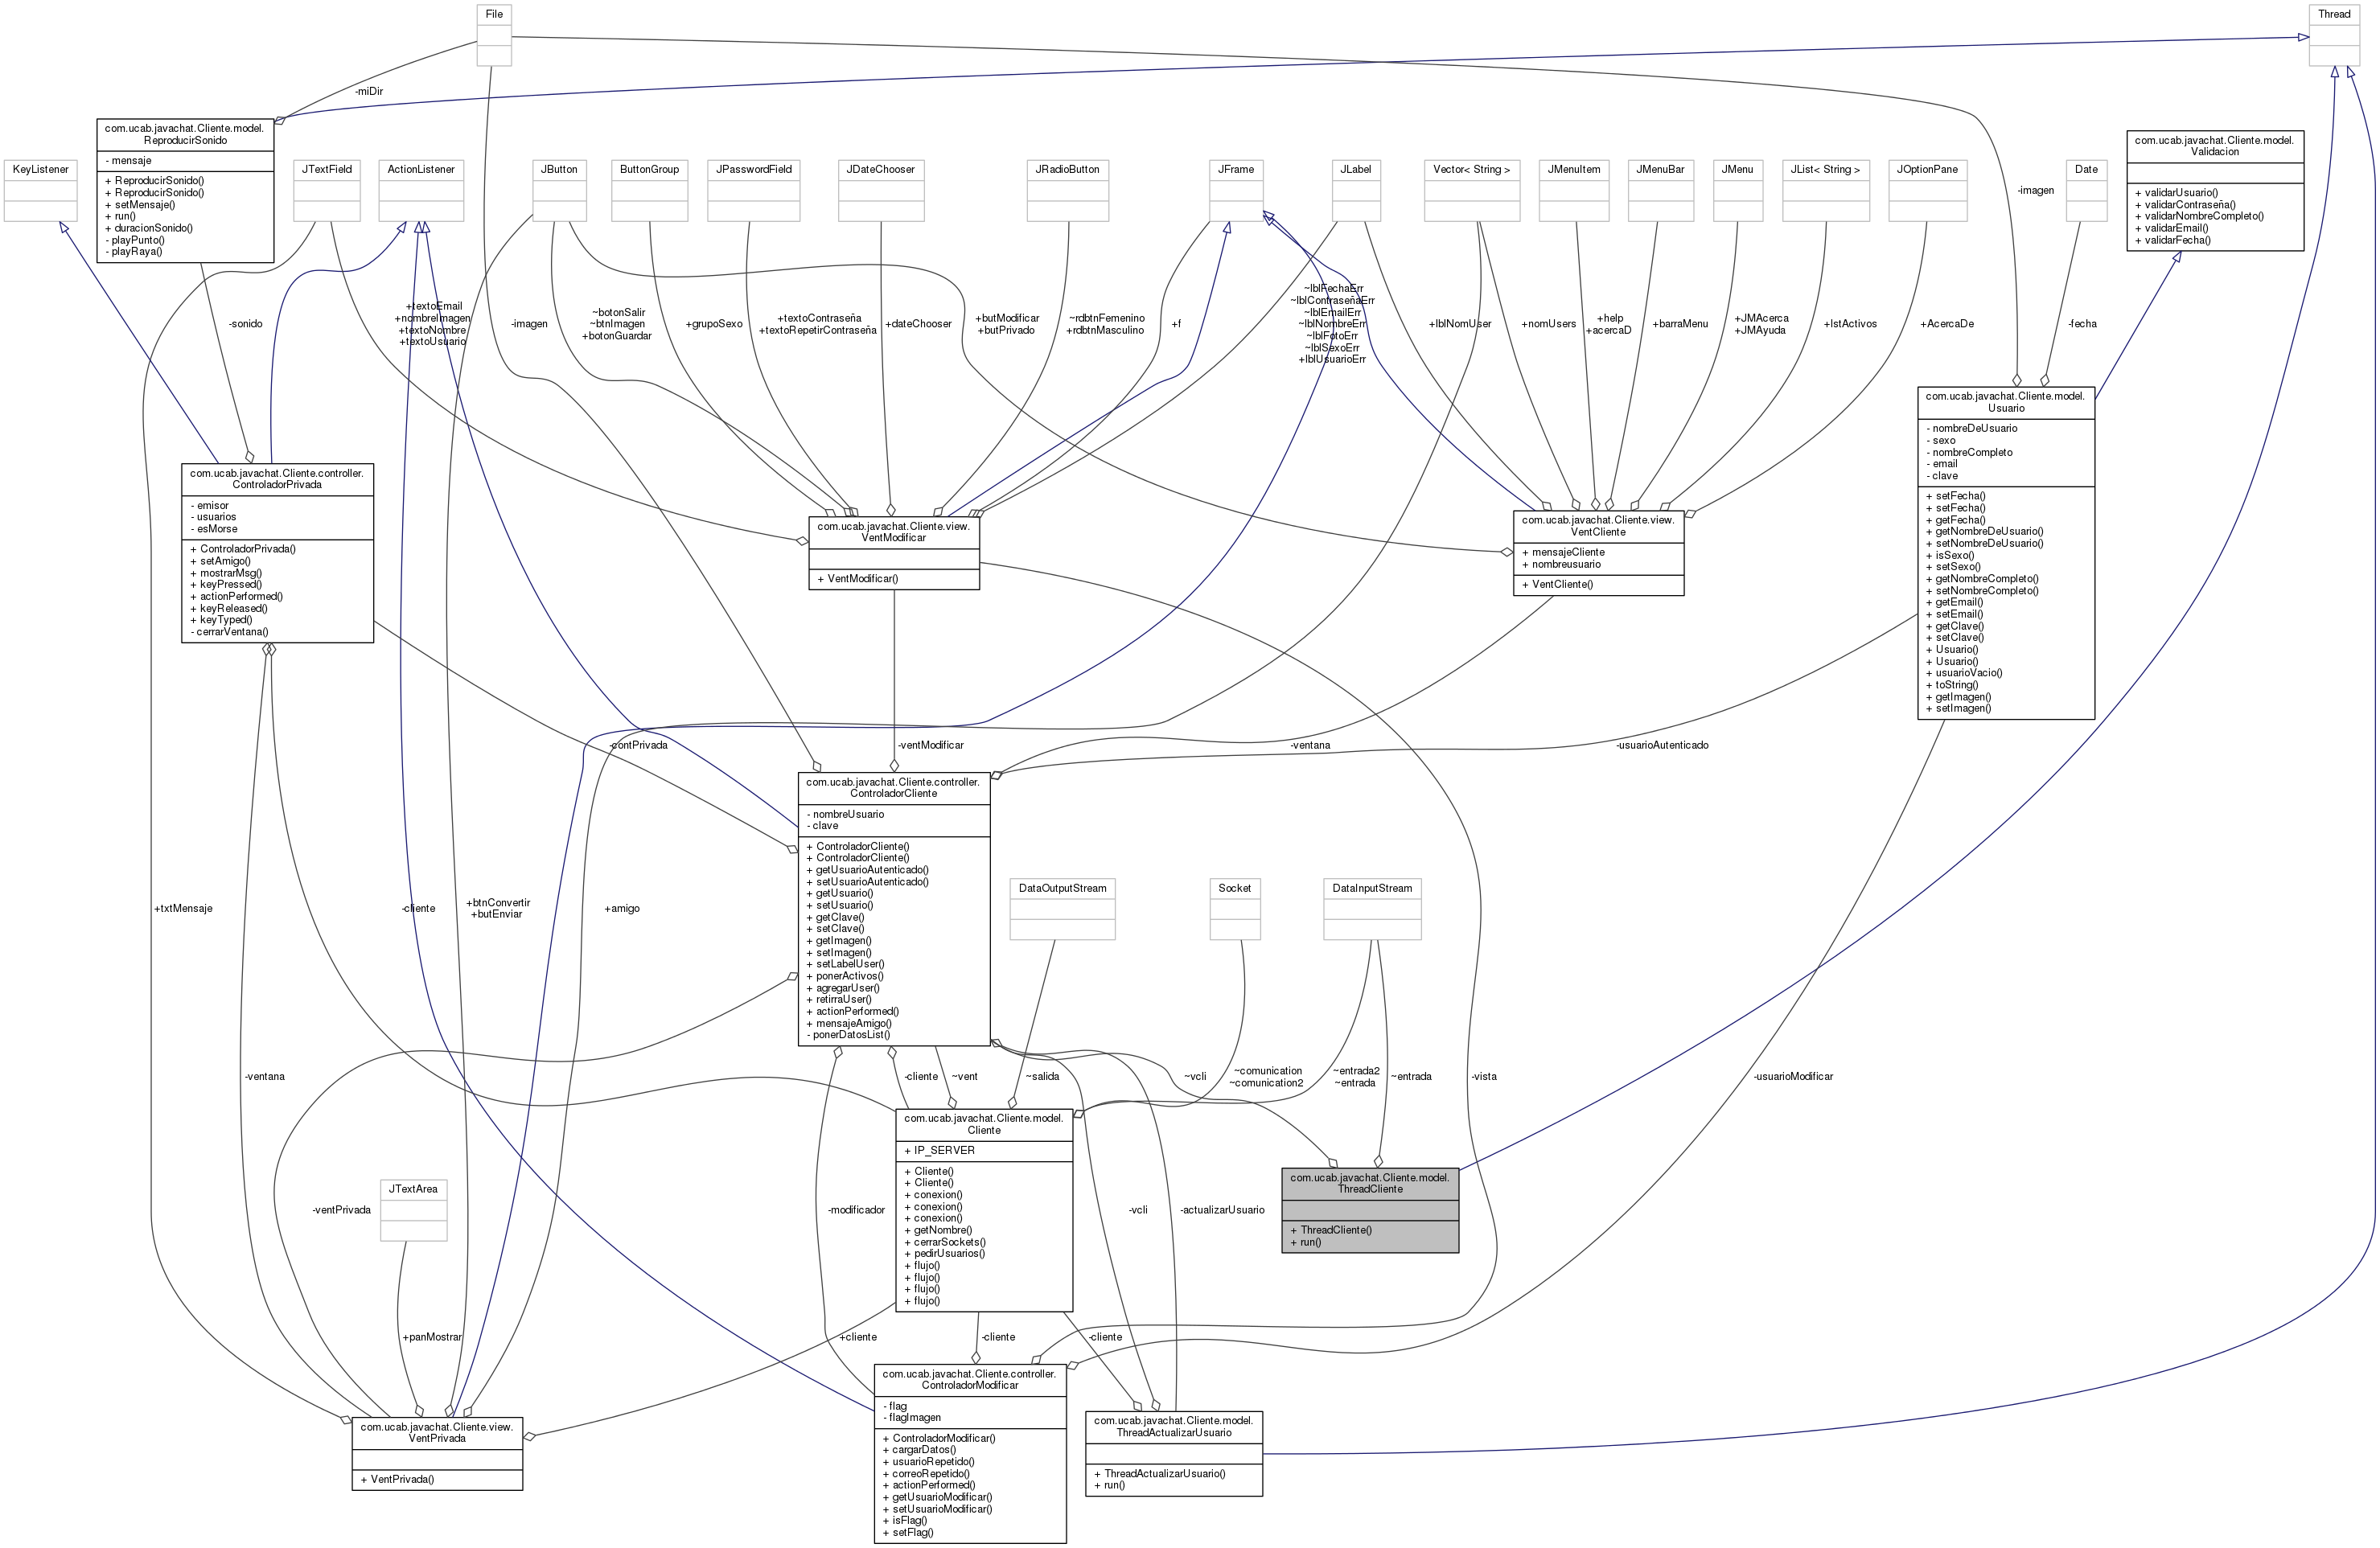 File
Thread
-miDir
com.ucab.javachat.Cliente.model.
ReproducirSonido
- mensaje
+ ReproducirSonido()
+ ReproducirSonido()
+ setMensaje()
+ run()
+ duracionSonido()
- playPunto()
- playRaya()
com.ucab.javachat.Cliente.model.
Validacion
+ validarUsuario()
+ validarContraseña()
+ validarNombreCompleto()
+ validarEmail()
+ validarFecha()
KeyListener
JTextField
ActionListener
JButton
ButtonGroup
JPasswordField
JDateChooser
JRadioButton
JFrame
JLabel
Vector< String >
JMenuItem
JMenuBar
JMenu
JList< String >
JOptionPane
-imagen
Date
-sonido
+textoEmail
+nombreImagen
+textoNombre
+textoUsuario
-imagen
~botonSalir
~btnImagen
+botonGuardar
+grupoSexo
+textoContraseña
+textoRepetirContraseña
+dateChooser
+butModificar
+butPrivado
~rdbtnFemenino
+rdbtnMasculino
+f
~lblFechaErr
~lblContraseñaErr
~lblEmailErr
~lblNombreErr
~lblFotoErr
~lblSexoErr
+lblUsuarioErr
+lblNomUser
+nomUsers
+help
+acercaD
+barraMenu
+JMAcerca
+JMAyuda
+lstActivos
+AcercaDe
-fecha
com.ucab.javachat.Cliente.model.
Usuario
- nombreDeUsuario
- sexo
- nombreCompleto
- email
- clave
+ setFecha()
+ setFecha()
+ getFecha()
+ getNombreDeUsuario()
+ setNombreDeUsuario()
+ isSexo()
+ setSexo()
+ getNombreCompleto()
+ setNombreCompleto()
+ getEmail()
+ setEmail()
+ getClave()
+ setClave()
+ Usuario()
+ Usuario()
+ usuarioVacio()
+ toString()
+ getImagen()
+ setImagen()
com.ucab.javachat.Cliente.controller.
ControladorPrivada
- emisor
- usuarios
- esMorse
+ ControladorPrivada()
+ setAmigo()
+ mostrarMsg()
+ keyPressed()
+ actionPerformed()
+ keyReleased()
+ keyTyped()
- cerrarVentana()
com.ucab.javachat.Cliente.view.
VentModificar
+ VentModificar()
com.ucab.javachat.Cliente.view.
VentCliente
+ mensajeCliente
+ nombreusuario
+ VentCliente()
-contPrivada
-ventModificar
-ventana
-usuarioAutenticado
com.ucab.javachat.Cliente.controller.
ControladorCliente
- nombreUsuario
- clave
+ ControladorCliente()
+ ControladorCliente()
+ getUsuarioAutenticado()
+ setUsuarioAutenticado()
+ getUsuario()
+ setUsuario()
+ getClave()
+ setClave()
+ getImagen()
+ setImagen()
+ setLabelUser()
+ ponerActivos()
+ agregarUser()
+ retirraUser()
+ actionPerformed()
+ mensajeAmigo()
- ponerDatosList()
DataOutputStream
Socket
DataInputStream
+txtMensaje
-cliente
+btnConvertir
+butEnviar
+amigo
-ventana
-cliente
~vent
~salida
~vcli
~comunication
~comunication2
~entrada2
~entrada
~entrada
-vista
-usuarioModificar
com.ucab.javachat.Cliente.model.
Cliente
+ IP_SERVER
+ Cliente()
+ Cliente()
+ conexion()
+ conexion()
+ conexion()
+ getNombre()
+ cerrarSockets()
+ pedirUsuarios()
+ flujo()
+ flujo()
+ flujo()
+ flujo()
com.ucab.javachat.Cliente.model.
ThreadCliente
+ ThreadCliente()
+ run()
JTextArea
-ventPrivada
-modificador
-vcli
-actualizarUsuario
+panMostrar
+cliente
-cliente
-cliente
com.ucab.javachat.Cliente.view.
VentPrivada
+ VentPrivada()
com.ucab.javachat.Cliente.controller.
ControladorModificar
- flag
- flagImagen
+ ControladorModificar()
+ cargarDatos()
+ usuarioRepetido()
+ correoRepetido()
+ actionPerformed()
+ getUsuarioModificar()
+ setUsuarioModificar()
+ isFlag()
+ setFlag()
com.ucab.javachat.Cliente.model.
ThreadActualizarUsuario
+ ThreadActualizarUsuario()
+ run()